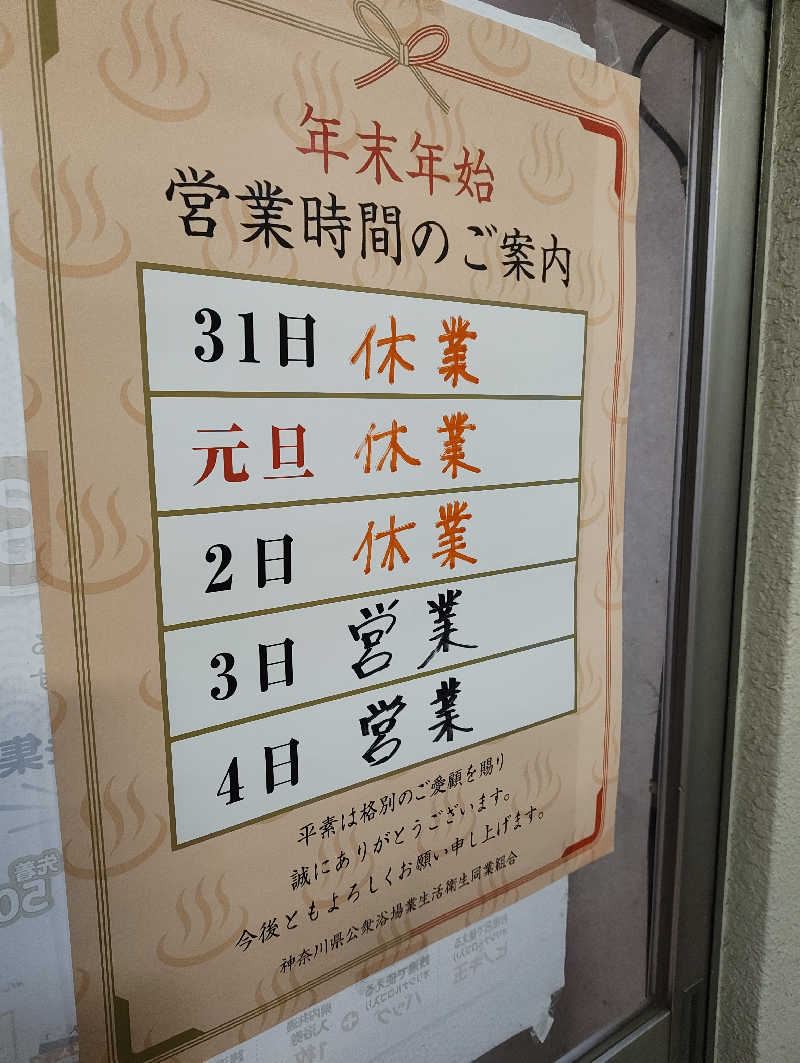 年末年始
営業時間のご案内
31日 休業
元旦 休業
2日 休業
3日 営業
4日 営業
平素は格別のご愛顧を賜り
誠にありがとうございます。
今後ともよろしくお願い申し上げます。
神奈川県公衆浴場業生活衛生同業組合